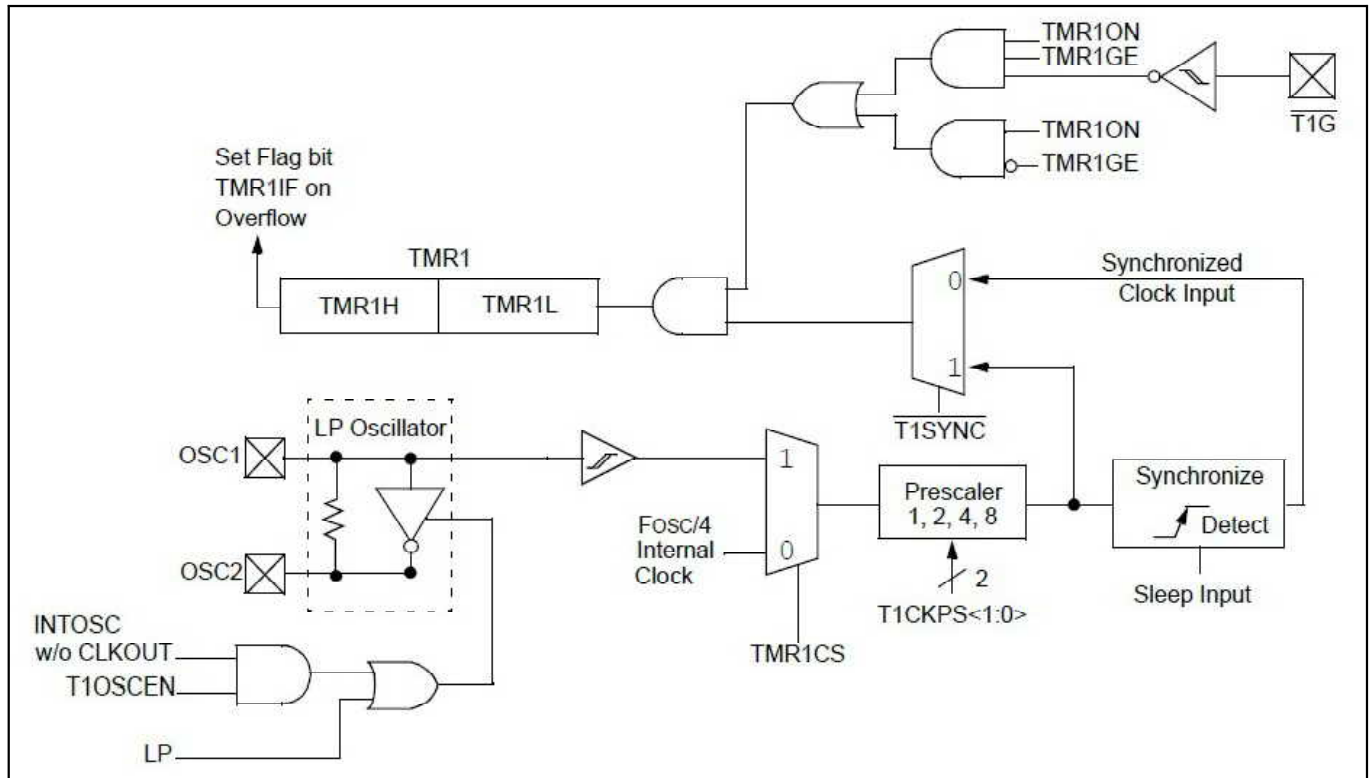 TMR1ON
TMR1GE
T1G
TMR1ON
TMR1GE
Set Flag bit
TMR1IF on
Overflow
TMR1
TMR1H
TMR1L
0
1
Synchronized
Clock Input
T1SYNC
LP Oscillator
OSC1
OSC2
1
0
FOSC/4
Internal
Clock
TMR1CS
Prescaler
1, 2, 4, 8
2
T1CKPS<1:0>
Synchronize
Detect
Sleep Input
INTOSC
w/o CLKOUT
T1OSCEN
LP